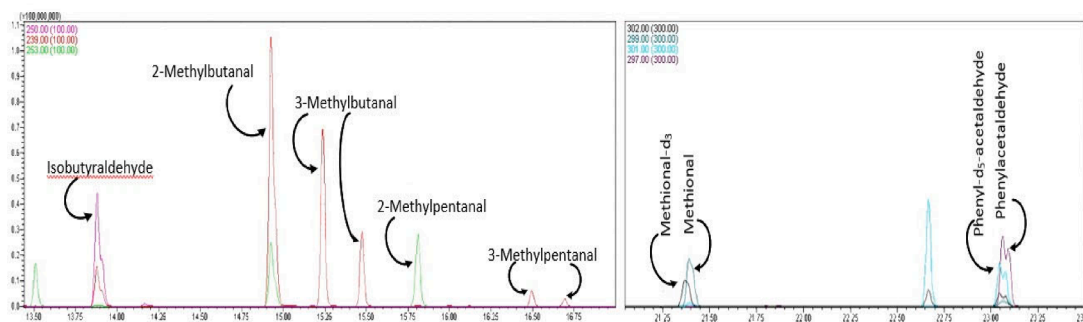 (x100,000,000)
250.00 (100.00)
239.00 (100.00)
253.00 (100.00)
1.1
1.0
0.9
0.8
0.7
0.6
0.5
0.4
0.3
0.2
0.1
0.0
Isobutyraldehyde
2-Methylbutanal
3-Methylbutanal
2-Methylpentanal
3-Methylpentanal
13.50 13.75 14.00 14.25 14.50 14.75 15.00 15.25 15.50 15.75 16.00 16.25 16.50 16.75
302.00 (300.00)
299.00 (300.00)
301.00 (300.00)
297.00 (300.00)
Methional-d₃
Methional
Phenyl-d₅-acetaldehyde
Phenylacetaldehyde
21.25 21.50 21.75 22.00 22.25 22.50 22.75 23.00 23.25